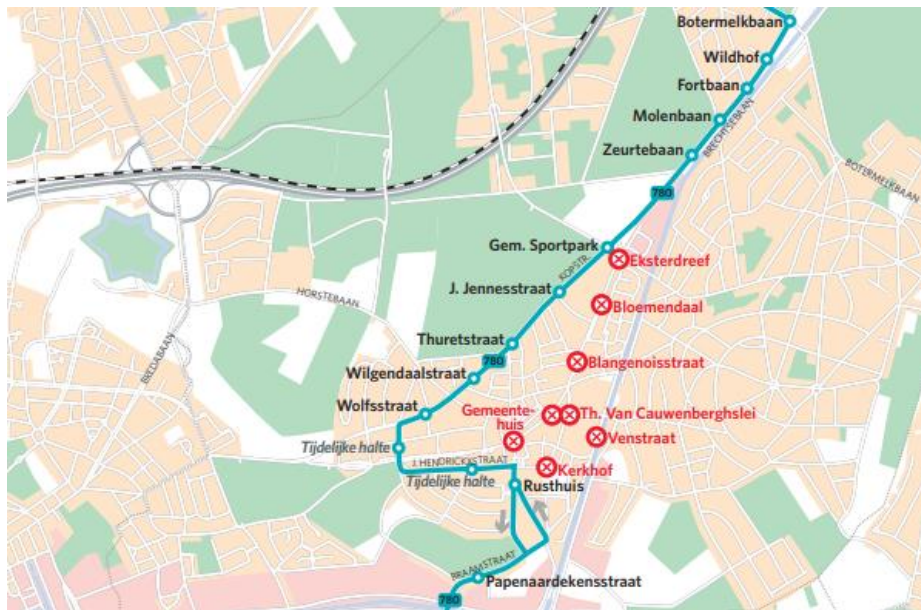 Botermelkbaan
Wildhof
Fortbaan
Molenbaan
BRECHTSEBAAN
Zeurtebaan
BOTERMELKBAAN
780
Gem. Sportpark
KOPSTR.
Eksterdreef
J. Jennesstraat
HORSTEBAAN
Bloemendaal
BREDABAAN
Thuretstraat
780
Blangenoisstraat
Wilgendaalstraat
Wolfsstraat
Gemeente-
huis
Th. Van Cauwenberghslei
Venstraat
Tijdelijke halte
J. HENDRICKXSTRAAT
Kerkhof
Tijdelijke halte
Rusthuis
BRAAMSTRAAT
Papenaardekensstraat
780